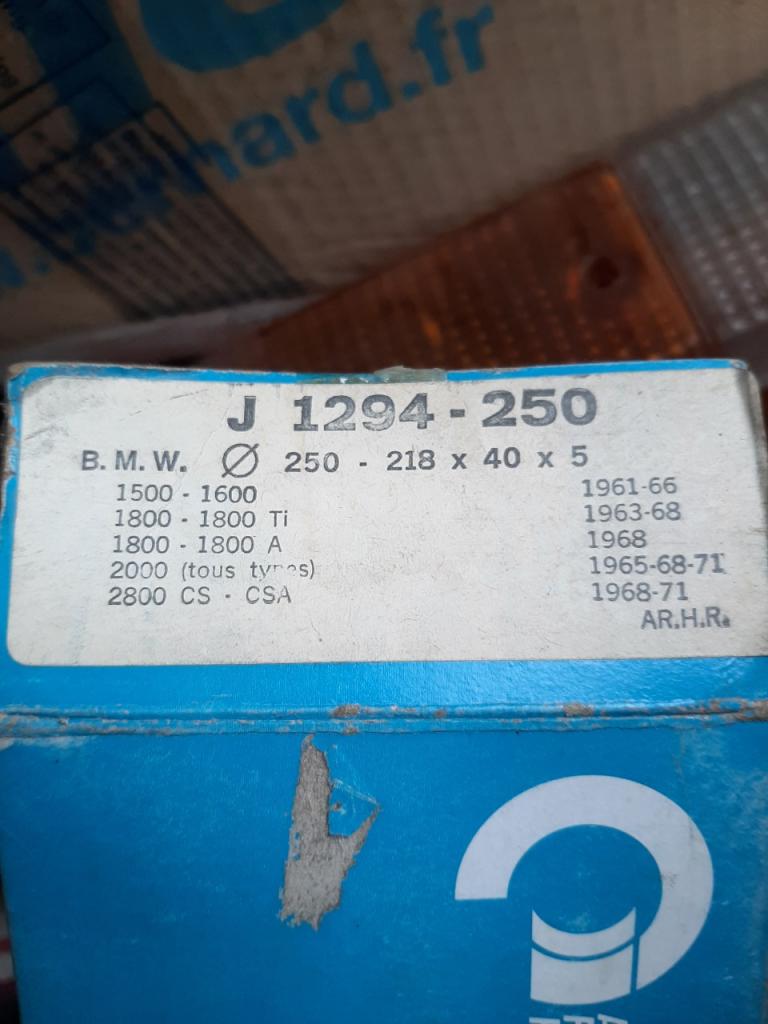 nard.fr
J 1294 - 250
B. M. W. Ø 250 - 218 x 40 x 5
1500 - 1600 1961-66
1800 - 1800 Ti 1963-68
1800 - 1800 A 1968
2000 (tous types) 1965-68-71
2800 CS - CSA 1968-71
AR.H.R.